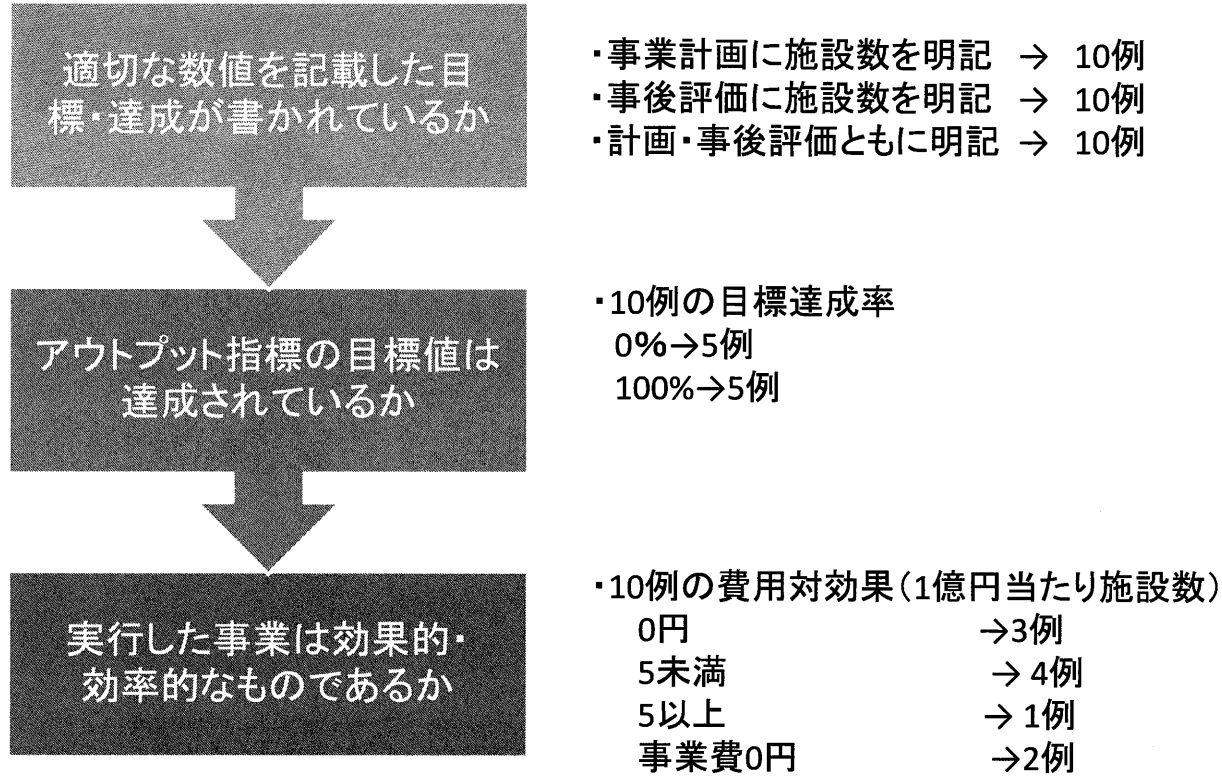 適切な数値を記載した目
標・達成が書かれているか
・事業計画に施設数を明記 → 10例
・事後評価に施設数を明記 → 10例
・計画・事後評価ともに明記 → 10例
アウトプット指標の目標値は
達成されているか
・10例の目標達成率
0%→5例
100%→5例
実行した事業は効果的・
効率的なものであるか
・10例の費用対効果(1億円当たり施設数)
0円 →3例
5未満 → 4例
5以上 → 1例
事業費0円 →2例